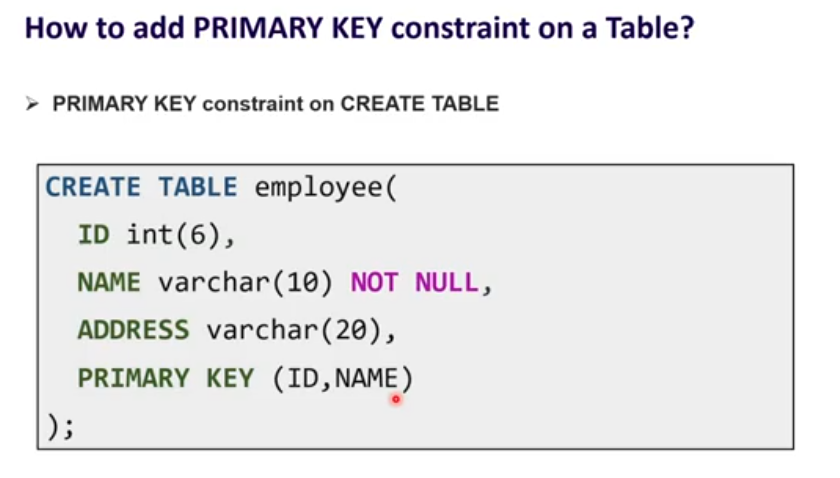 How to add PRIMARY KEY constraint on a Table?
➢ PRIMARY KEY constraint on CREATE TABLE
CREATE TABLE employee(
ID int(6),
NAME varchar(10) NOT NULL,
ADDRESS varchar(20),
PRIMARY KEY (ID,NAME)
);